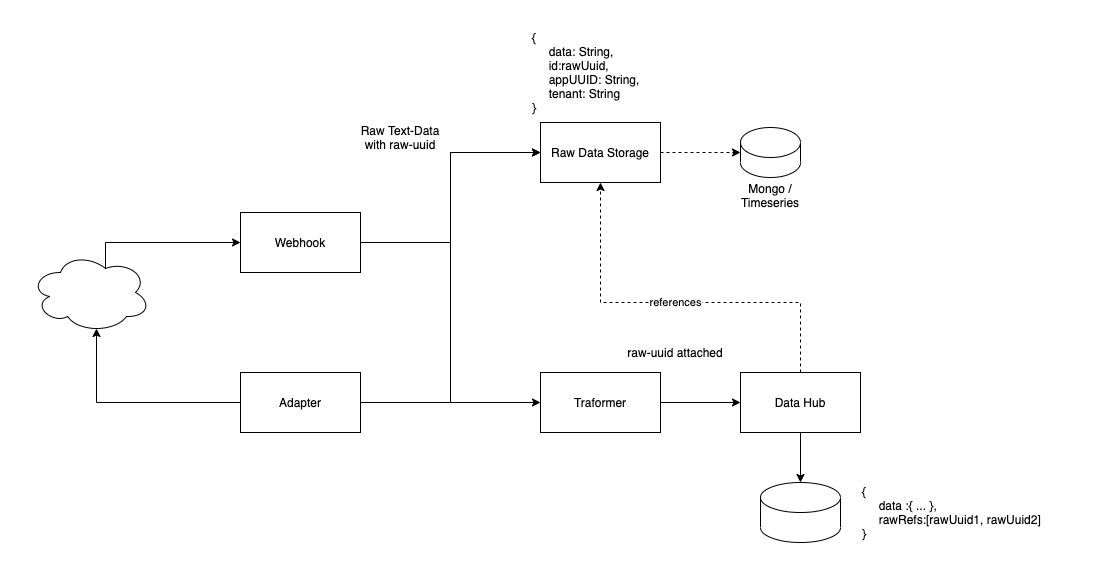 {
data: String,
id:rawUuid,
appUUID: String,
tenant: String
}
Raw Text-Data
with raw-uuid
Raw Data Storage
Mongo /
Timeseries
Webhook
references
raw-uuid attached
Adapter
Traformer
Data Hub
{
data :{ ... },
rawRefs:[rawUuid1, rawUuid2]
}